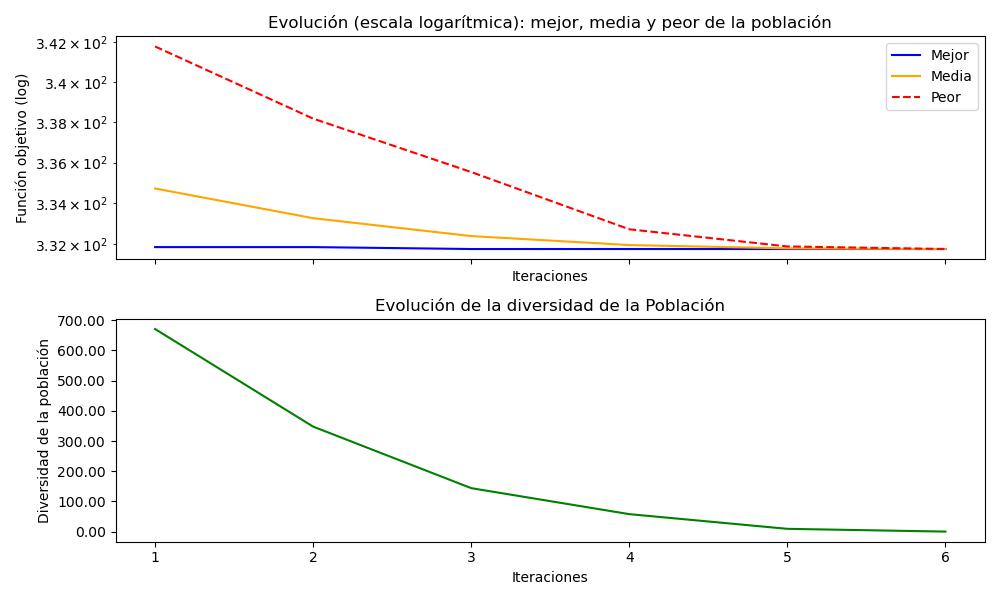 Evolución (escala logarítmica): mejor, media y peor de la población
Función objetivo (log)
3.42 × 10²
3.4 × 10²
3.38 × 10²
3.36 × 10²
3.34 × 10²
3.32 × 10²
Mejor
Media
Peor
Iteraciones
Evolución de la diversidad de la Población
Diversidad de la población
700.00
600.00
500.00
400.00
300.00
200.00
100.00
0.00
1 2 3 4 5 6
Iteraciones